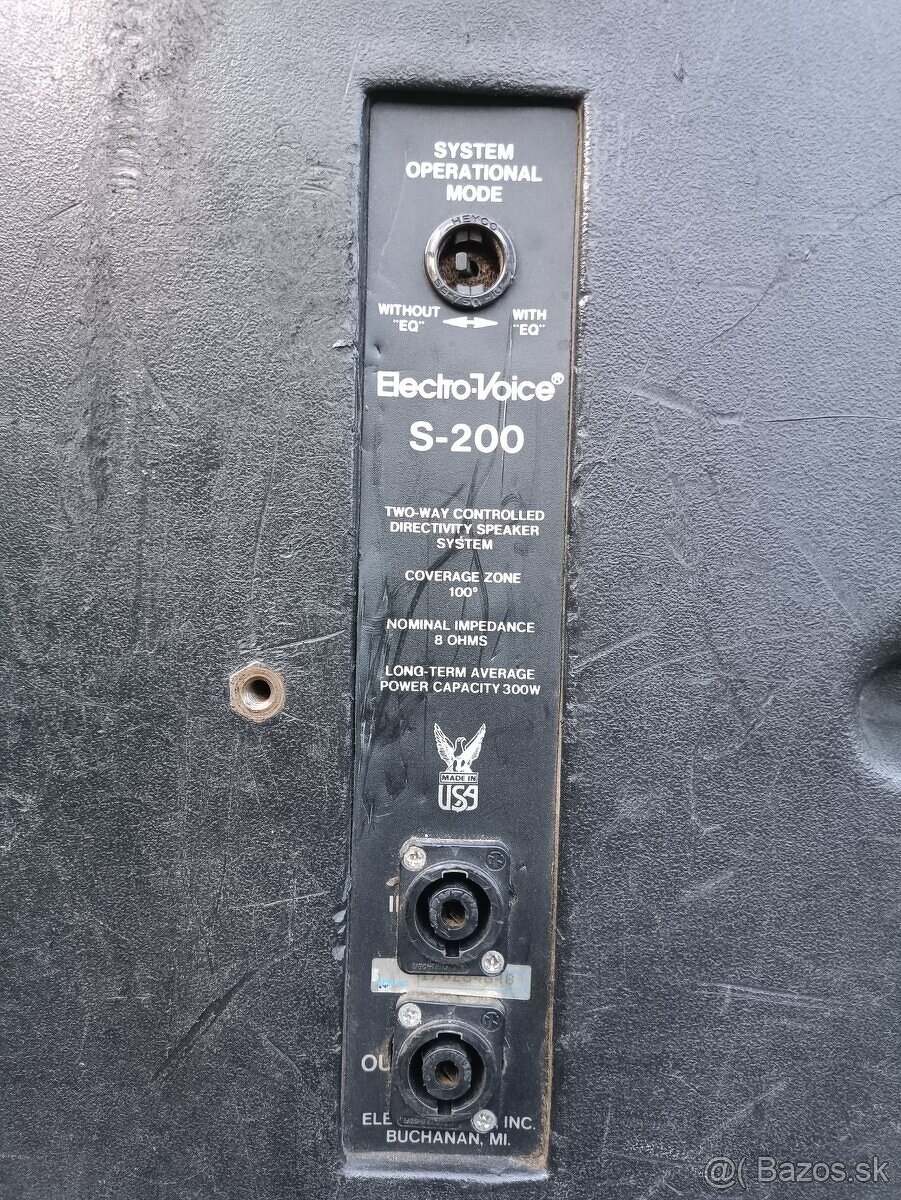 SYSTEM
OPERATIONAL
MODE
HEYCO
WITHOUT WITH
"EQ" "EQ"
Electro-Voice®
S-200
TWO-WAY CONTROLLED
DIRECTIVITY SPEAKER
SYSTEM
COVERAGE ZONE
100°
NOMINAL IMPEDANCE
8 OHMS
LONG-TERM AVERAGE
POWER CAPACITY 300W
MADE IN
USA
INC.
BUCHANAN, MI.
@( Bazos.sk